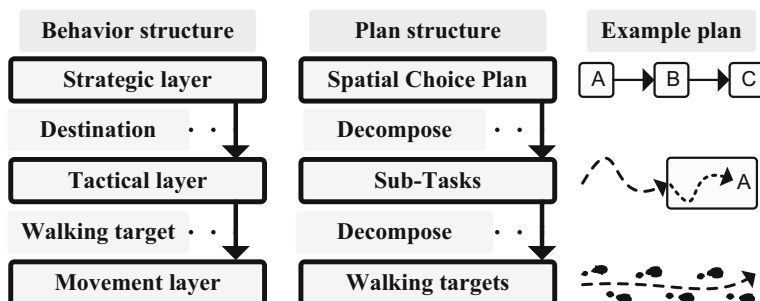 Behavior structure Plan structure Example plan
Strategic layer Spatial Choice Plan A B C
Destination Decompose
Tactical layer Sub-Tasks A
Walking target Decompose
Movement layer Walking targets